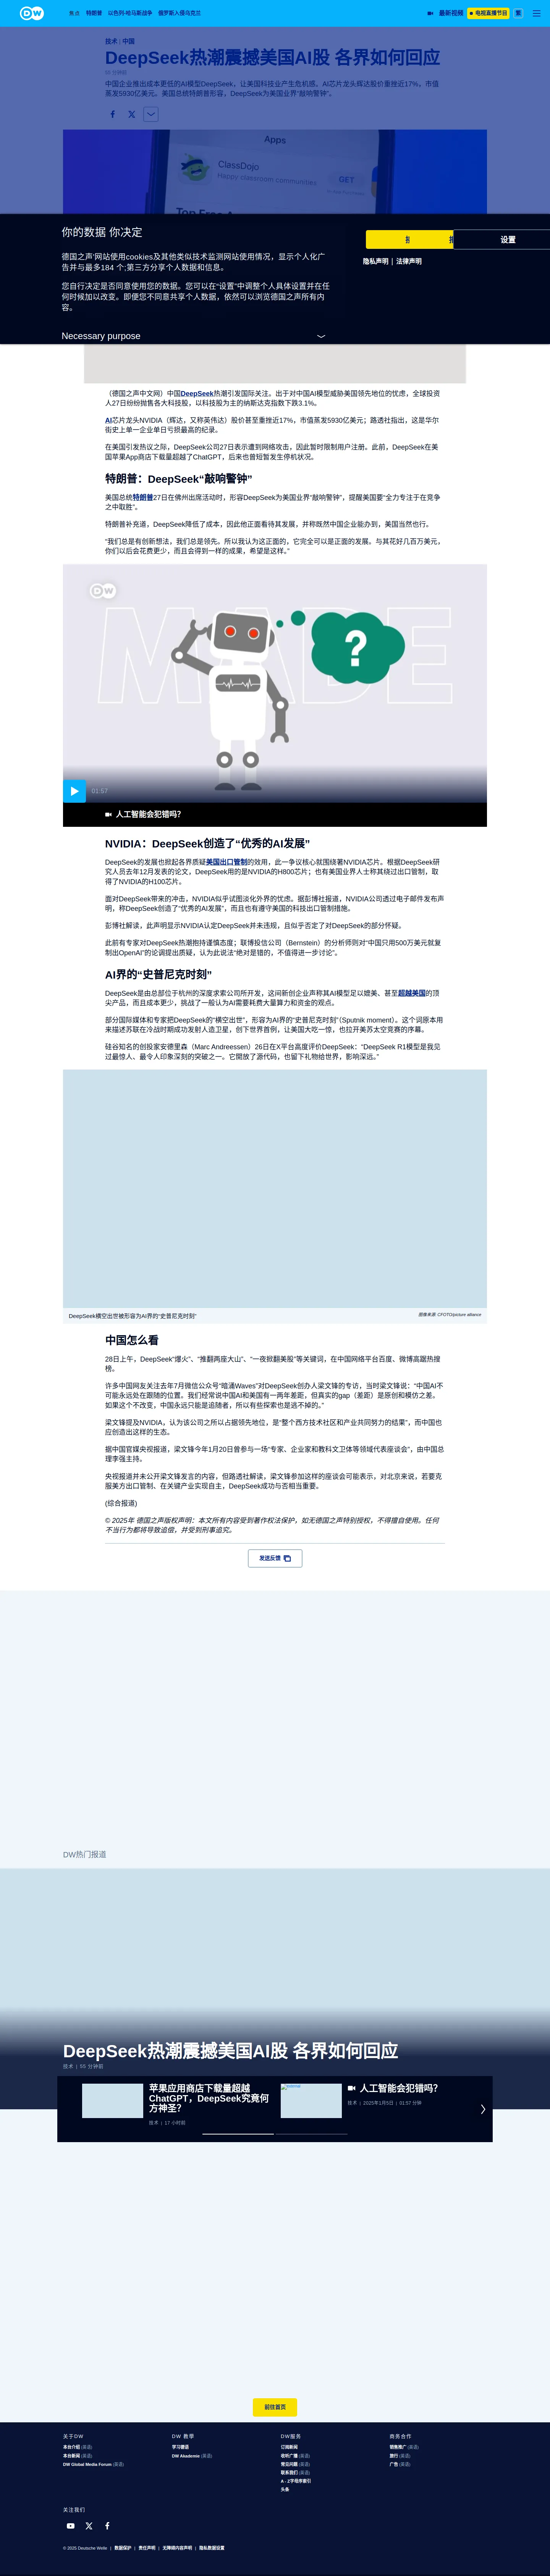 DW
焦点 特朗普 以色列-哈马斯战争 俄罗斯入侵乌克兰
最新视频 电视直播节目 繁
技术 | 中国
DeepSeek热潮震撼美国AI股 各界如何回应
55 分钟前
中国企业推出成本更低的AI模型DeepSeek，让美国科技业产生危机感。AI芯片龙头辉达股价重挫近17%，市值
蒸发5930亿美元。美国总统特朗普形容，DeepSeek为美国业界“敲响警钟”。
Apps
ClassDojo
Happy classroom communities
GET
你的数据 你决定
德国之声¹网站使用cookies及其他类似技术监测网站使用情况，显示个人化广
告并与最多184 个¦第三方分享个人数据和信息。
您自行决定是否同意使用您的数据。您可以在“设置”中调整个人具体设置并在任
何时候加以改变。即便您不同意共享个人数据，依然可以浏览德国之声所有内
容。
Necessary purpose
设置
隐私声明 | 法律声明
（德国之声中文网）中国DeepSeek热潮引发国际关注。出于对中国AI模型威胁美国领先地位的忧虑，全球投资
人27日纷纷抛售各大科技股，以科技股为主的纳斯达克指数下跌3.1%。
AI芯片龙头NVIDIA（辉达，又称英伟达）股价甚至重挫近17%，市值蒸发5930亿美元；路透社指出，这是华尔
街史上单一企业单日亏损最高的纪录。
在美国引发热议之际，DeepSeek公司27日表示遭到网络攻击，因此暂时限制用户注册。此前，DeepSeek在美
国苹果App商店下载量超越了ChatGPT，后来也曾短暂发生停机状况。
特朗普：DeepSeek“敲响警钟”
美国总统特朗普27日在佛州出席活动时，形容DeepSeek为美国业界“敲响警钟”，提醒美国要“全力专注于在竞争
之中取胜”。
特朗普补充道，DeepSeek降低了成本，因此他正面看待其发展，并称既然中国企业能办到，美国当然也行。
“我们总是有创新想法，我们总是领先。所以我认为这正面的，它完全可以是正面的发展。与其花好几百万美元，
你们以后会花费更少，而且会得到一样的成果，希望是这样。”
DW
MADE
?
01:57
人工智能会犯错吗？
NVIDIA：DeepSeek创造了“优秀的AI发展”
DeepSeek的发展也掀起各界质疑美国出口管制的效用，此一争议核心就围绕著NVIDIA芯片。根据DeepSeek研
究人员去年12月发表的论文，DeepSeek用的是NVIDIA的H800芯片；也有美国业界人士称其绕过出口管制，取
得了NVIDIA的H100芯片。
面对DeepSeek带来的冲击，NVIDIA似乎试图淡化外界的忧虑。据彭博社报道，NVIDIA公司透过电子邮件发布声
明，称DeepSeek创造了“优秀的AI发展”，而且也有遵守美国的科技出口管制措施。
彭博社解读，此声明显示NVIDIA认定DeepSeek并未违规，且似乎否定了对DeepSeek的部分怀疑。
此前有专家对DeepSeek热潮抱持谨慎态度；联博投信公司（Bernstein）的分析师则对“中国只用500万美元就复
制出OpenAI”的论调提出质疑，认为此说法“绝对是错的，不值得进一步讨论”。
AI界的“史普尼克时刻”
DeepSeek是由总部位于杭州的深度求索公司所开发，这间新创企业声称其AI模型足以媲美、甚至超越美国的顶
尖产品，而且成本更少，挑战了一般认为AI需要耗费大量算力和资金的观点。
部分国际媒体和专家把DeepSeek的“横空出世”，形容为AI界的“史普尼克时刻”（Sputnik moment）。这个词原本用
来描述苏联在冷战时期成功发射人造卫星，创下世界首例，让美国大吃一惊，也拉开美苏太空竞赛的序幕。
硅谷知名的创投家安德里森（Marc Andreessen）26日在X平台高度评价DeepSeek：“DeepSeek R1模型是我见
过最惊人、最令人印象深刻的突破之一。它開放了源代码，也留下礼物给世界，影响深远。”
DeepSeek横空出世被形容为AI界的“史普尼克时刻”
图像来源: CFOTO/picture alliance
中国怎么看
28日上午，DeepSeek“爆火”、“推翻两座大山”、“一夜掀翻美股”等关键词，在中国网络平台百度、微博高踞热搜
榜。
许多中国网友关注去年7月微信公众号“暗涌Waves”对DeepSeek创办人梁文锋的专访，当时梁文锋说：“中国AI不
可能永远处在跟随的位置。我们经常说中国AI和美国有一两年差距，但真实的gap（差距）是原创和模仿之差。
如果这个不改变，中国永远只能是追随者，所以有些探索也是逃不掉的。”
梁文锋提及NVIDIA，认为该公司之所以占据领先地位，是“整个西方技术社区和产业共同努力的结果”，而中国也
应创造出这样的生态。
据中国官媒央视报道，梁文锋今年1月20日曾参与一场“专家、企业家和教科文卫体等领域代表座谈会”，由中国总
理李强主持。
央视报道并未公开梁文锋发言的内容，但路透社解读，梁文锋参加这样的座谈会可能表示，对北京来说，若要克
服美方出口管制、在关键产业实现自主，DeepSeek成功与否相当重要。
(综合报道)
© 2025年 德国之声版权声明：本文所有内容受到著作权法保护，如无德国之声特别授权，不得擅自使用。任何
不当行为都将导致追偿，并受到刑事追究。
发送反馈
DW热门报道
DeepSeek热潮震撼美国AI股 各界如何回应
技术 | 55 分钟前
苹果应用商店下载量超越
ChatGPT，DeepSeek究竟何
方神圣？
技术 | 17 小时前
人工智能会犯错吗？
技术 | 2025年1月5日 | 01:57 分钟
前往首页
关于DW
本台介绍 (英语)
本台新闻 (英语)
DW Global Media Forum (英语)
DW 教學
学习德语
DW Akademie (英语)
DW服务
订阅新闻
收听广播 (英语)
常见问题 (英语)
联系我们 (英语)
A - Z字母序索引
头条
商务合作
销售推广 (英语)
旅行 (英语)
广告 (英语)
关注我们
© 2025 Deutsche Welle | 数据保护 | 责任声明 | 无障碍内容声明 | 隐私数据设置